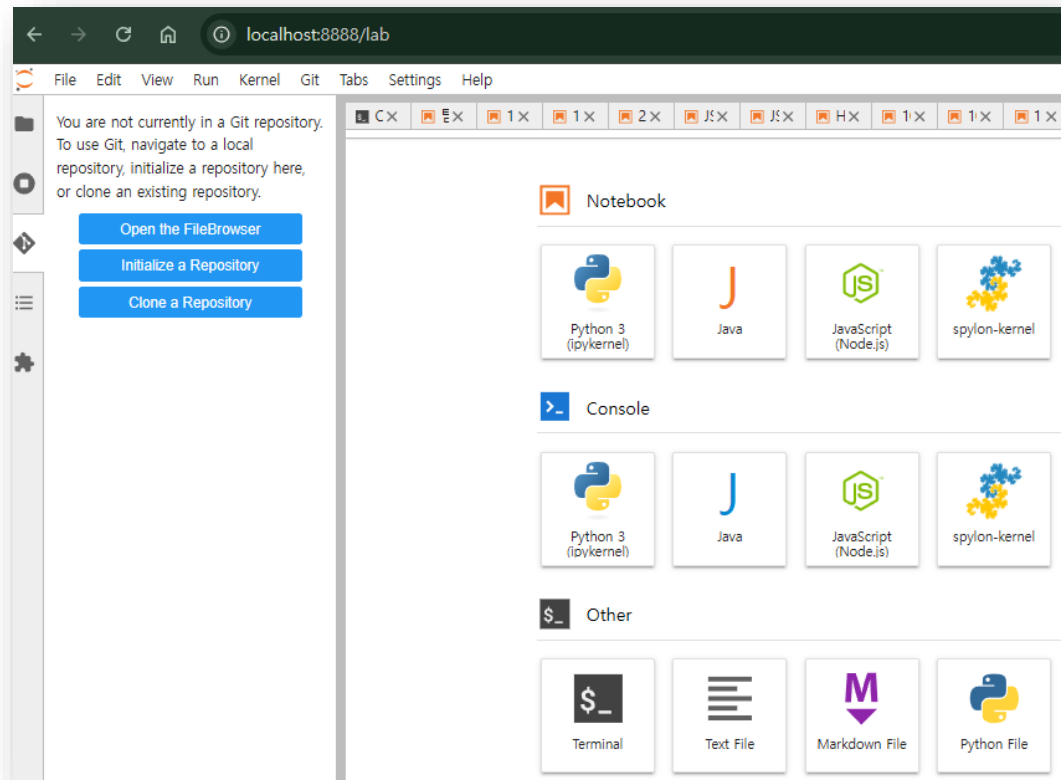 localhost:8888/lab
File Edit View Run Kernel Git Tabs Settings Help
You are not currently in a Git repository.
To use Git, navigate to a local
repository, initialize a repository here,
or clone an existing repository.
Open the FileBrowser
Initialize a Repository
Clone a Repository
Notebook
Python 3
(ipykernel)
Java
JavaScript
(Node.js)
spylon-kernel
Console
Python 3
(ipykernel)
Java
JavaScript
(Node.js)
spylon-kernel
$_ Other
$_
Terminal
Text File
Markdown File
Python File